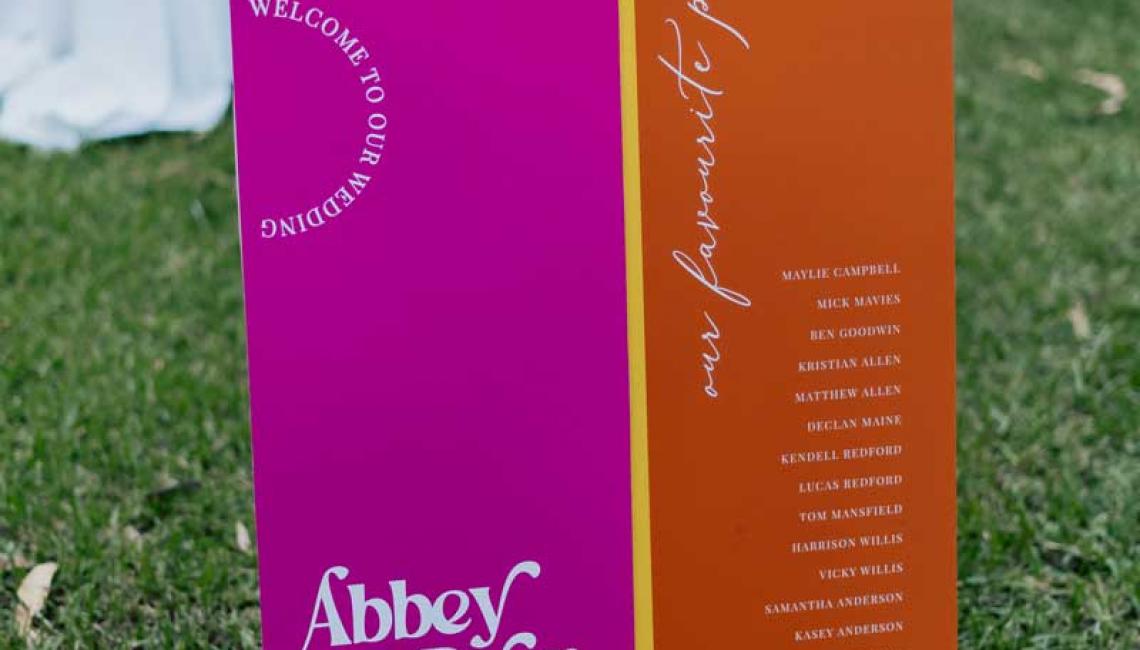 WELCOME TO OUR WEDDING
Abbey
our favourite p
MAYLIE CAMPBELL
MICK MAVIES
BEN GOODWIN
KRISTIAN ALLEN
MATTHEW ALLEN
DECLAN MAINE
KENDELL REDFORD
LUCAS REDFORD
TOM MANSFIELD
HARRISON WILLIS
VICKY WILLIS
SAMANTHA ANDERSON
KASEY ANDERSON